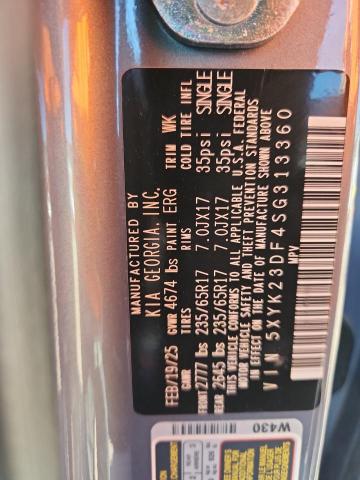 MANUFACTURED BY
KIA GEORGIA, INC.
FEB/19/25 GVWR 4674 lbs PAINT ERG TRIM WK
GAWR RIMS COLD TIRE INFL
FRONT 2777 lbs 235/65R17 7.0JX17 35psi SINGLE
REAR 2645 lbs 235/65R17 7.0JX17 35psi SINGLE
THIS VEHICLE CONFORMS TO ALL APPLICABLE U.S.A. FEDERAL
MOTOR VEHICLE SAFETY AND THEFT PREVENTION STANDARDS
IN EFFECT ON THE DATE OF MANUFACTURE SHOWN ABOVE
VIN 5XYK23DF4SG313360
MPV
W430